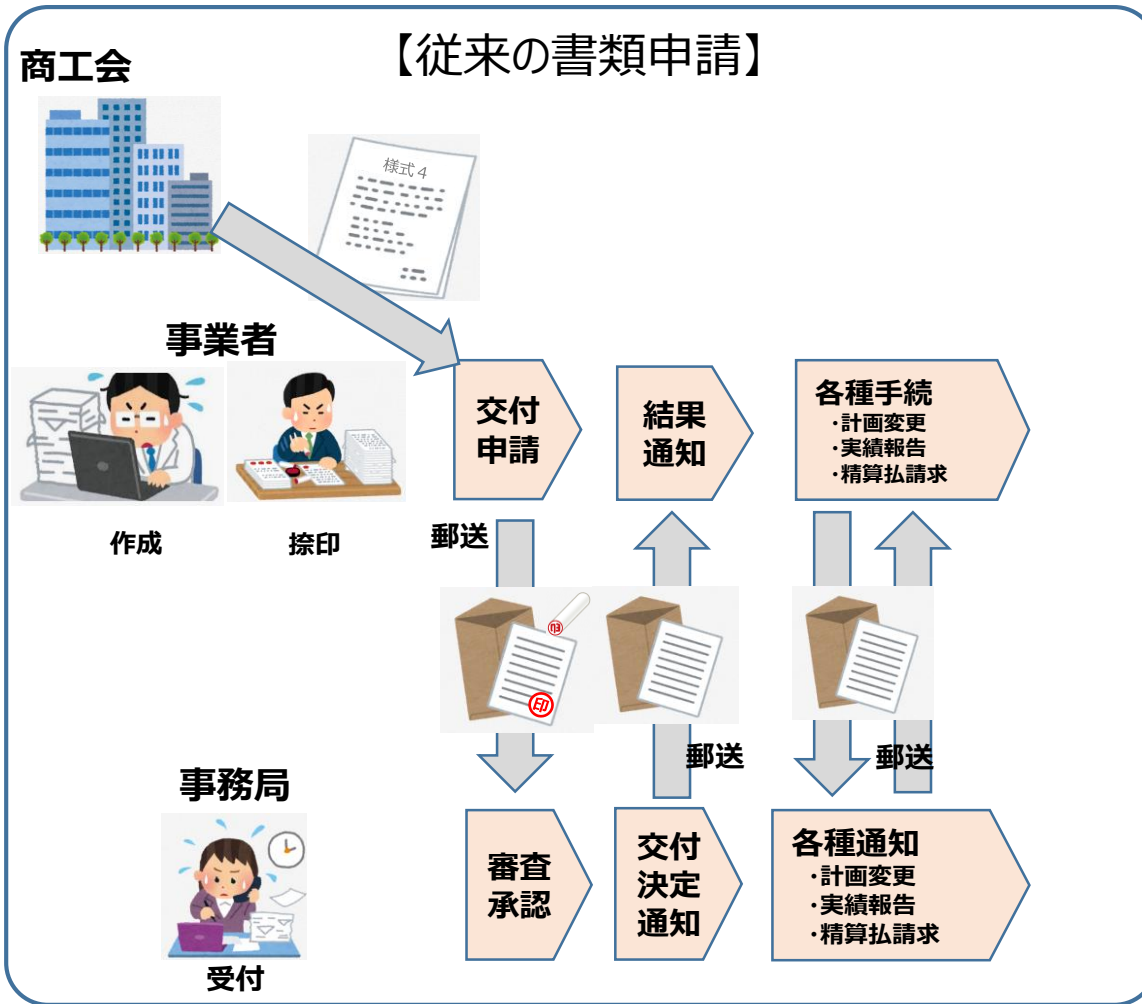 【従来の書類申請】
商工会
様式4
事業者
作成
捺印
交付
申請
結果
通知
各種手続
・計画変更
・実績報告
・精算払請求
郵送
印
印
郵送
郵送
事務局
受付
審査
承認
交付
決定
通知
各種通知
・計画変更
・実績報告
・精算払請求